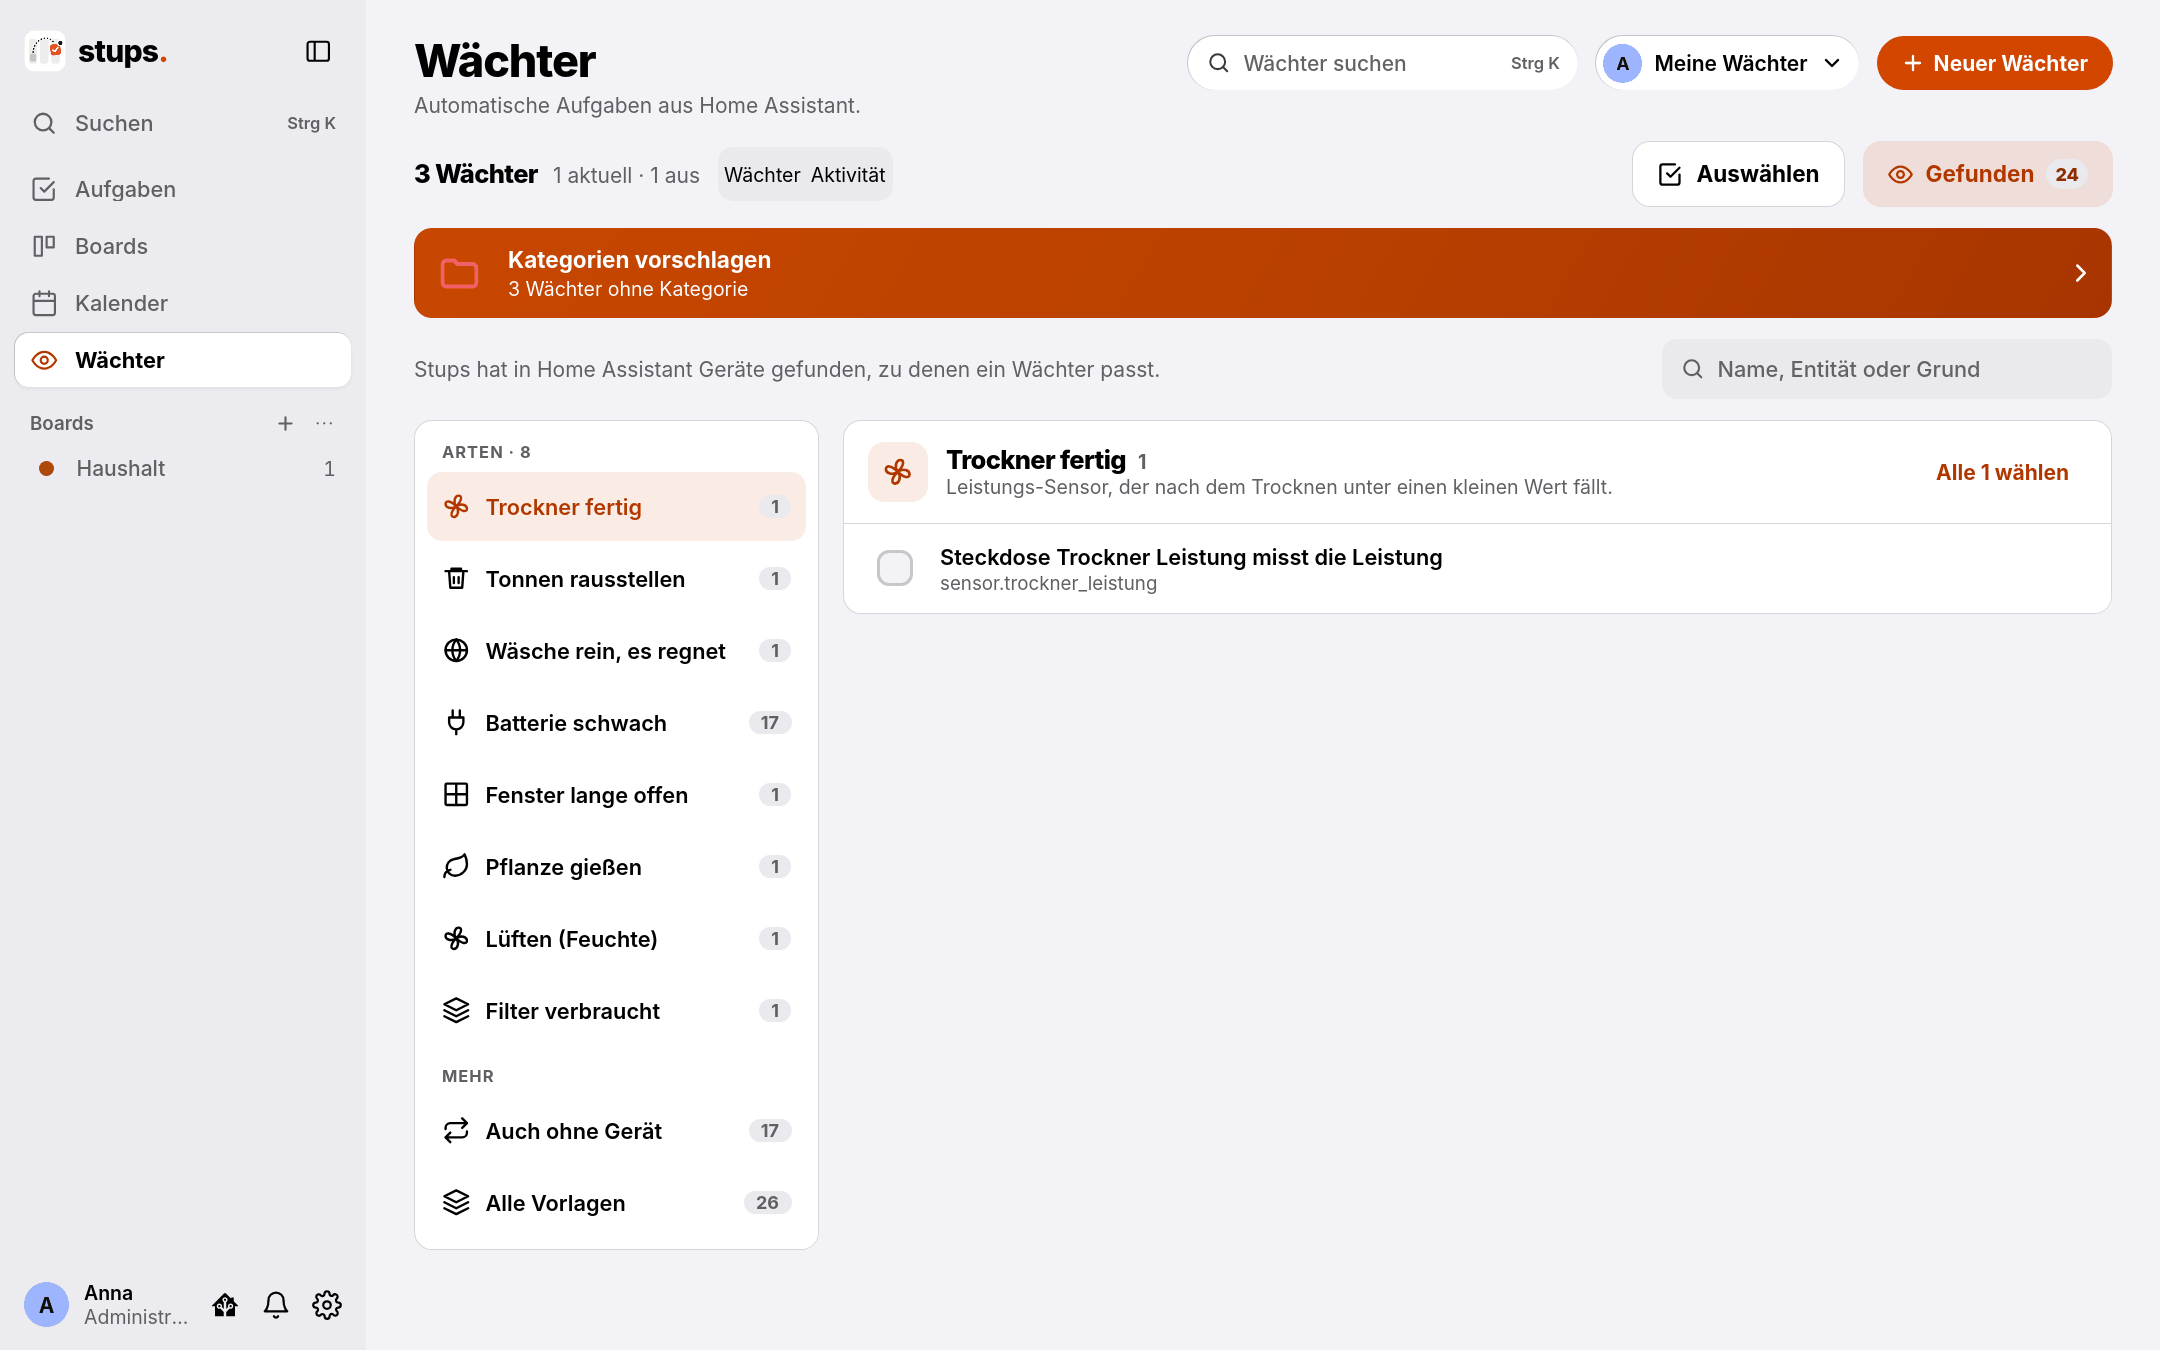 stups.
Suchen Strg K
Aufgaben
Boards
Kalender
Wächter
Boards
Haushalt 1
A Anna
Administr...
Wächter
Automatische Aufgaben aus Home Assistant.
Wächter suchen Strg K
A Meine Wächter
Neuer Wächter
3 Wächter 1 aktuell · 1 aus Wächter Aktivität
Auswählen
Gefunden 24
Kategorien vorschlagen
3 Wächter ohne Kategorie
Stups hat in Home Assistant Geräte gefunden, zu denen ein Wächter passt.
Name, Entität oder Grund
ARTEN · 8
Trockner fertig 1
Tonnen rausstellen 1
Wäsche rein, es regnet 1
Batterie schwach 17
Fenster lange offen 1
Pflanze gießen 1
Lüften (Feuchte) 1
Filter verbraucht 1
MEHR
Auch ohne Gerät 17
Alle Vorlagen 26
Trockner fertig 1
Leistungs-Sensor, der nach dem Trocknen unter einen kleinen Wert fällt.
Alle 1 wählen
Steckdose Trockner Leistung misst die Leistung
sensor.trockner_leistung